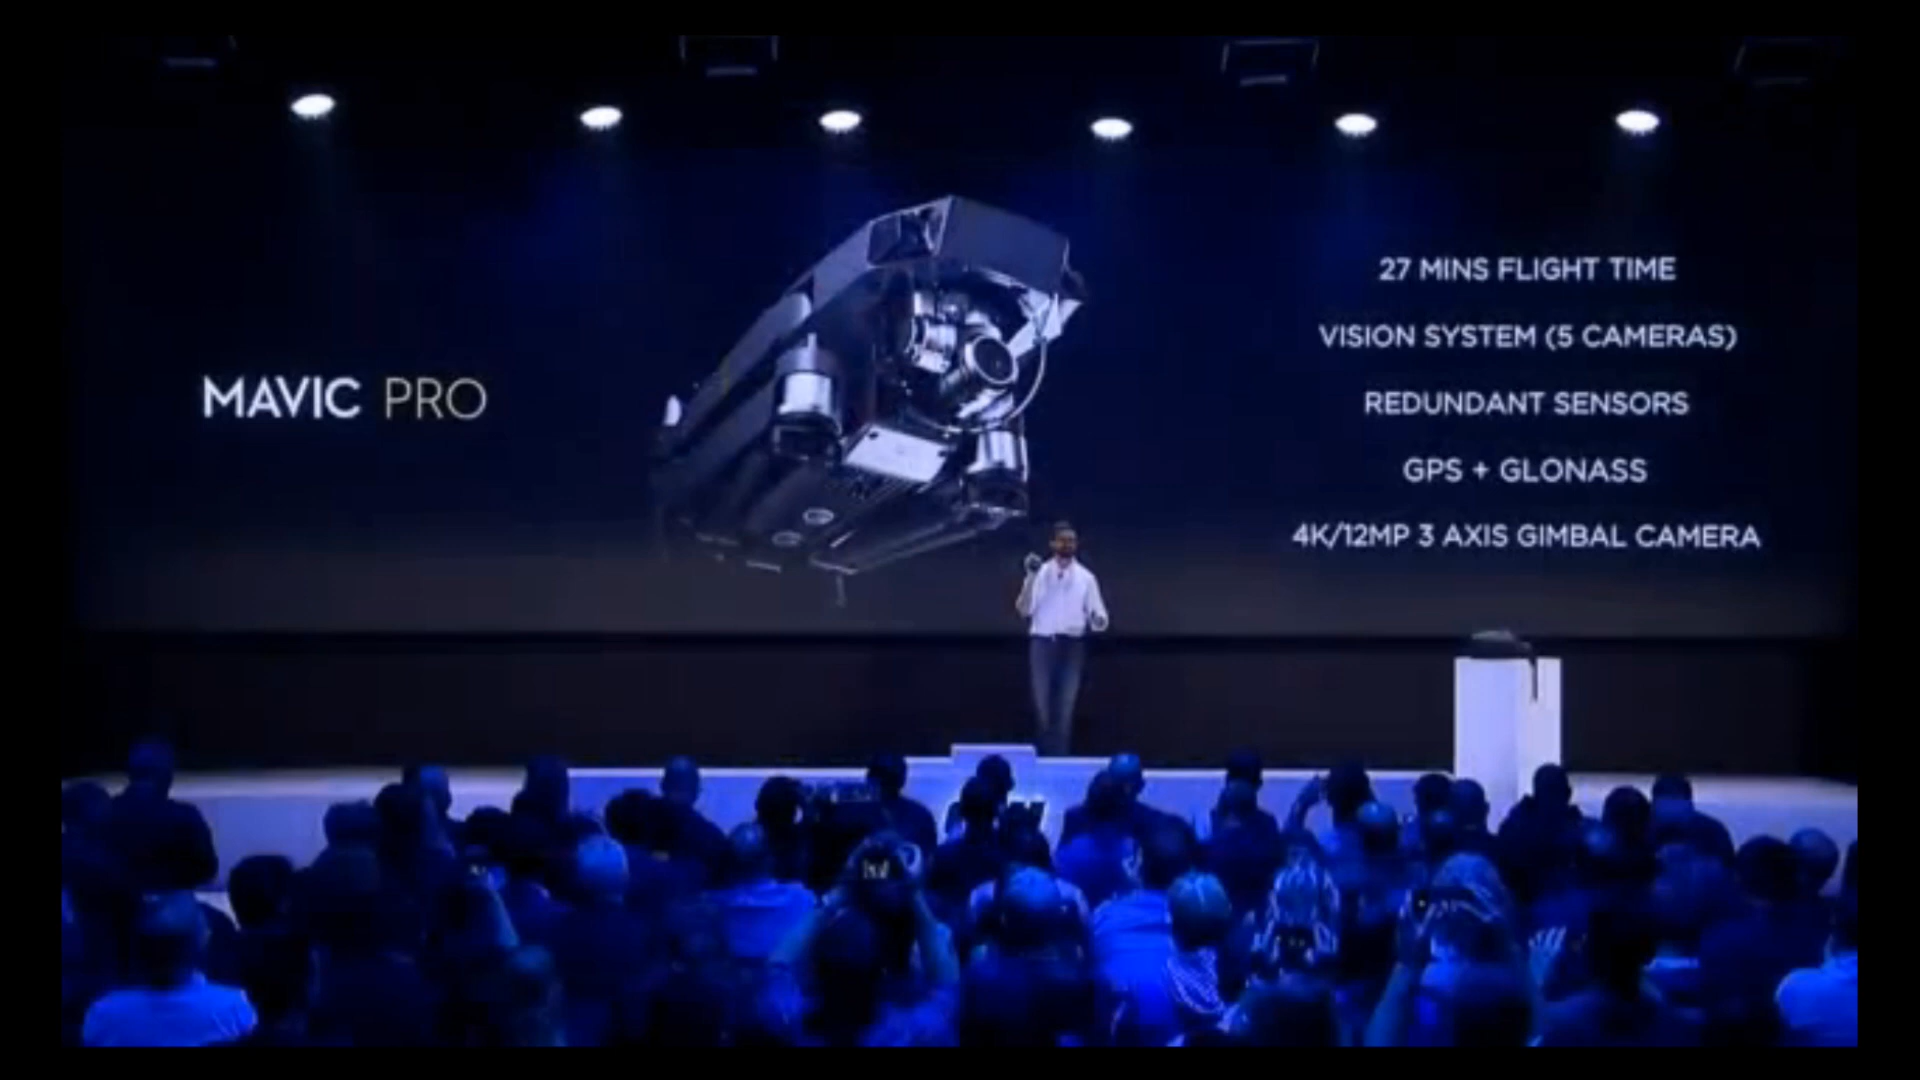 MAVIC PRO
27 MINS FLIGHT TIME
VISION SYSTEM (5 CAMERAS)
REDUNDANT SENSORS
GPS + GLONASS
4K/12MP 3 AXIS GIMBAL CAMERA